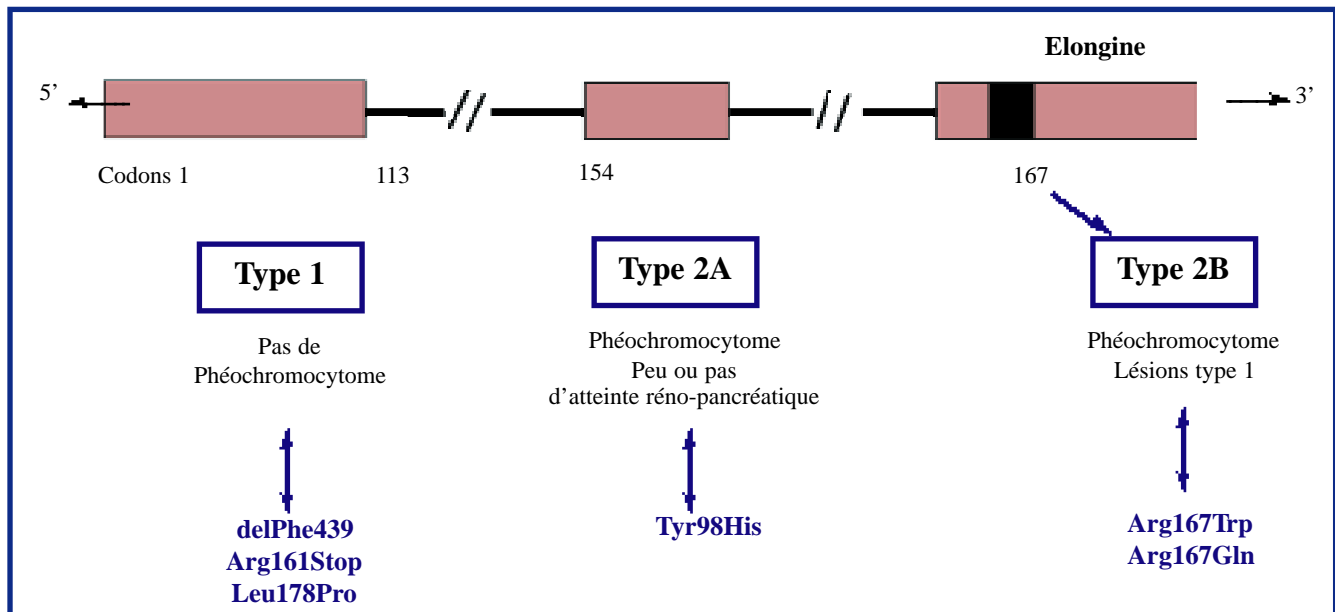 Elongine
5’
3’
Codons 1
113
154
167
Type 1
Type 2A
Type 2B
Pas de
Phéochromocytome
Phéochromocytome
Peu ou pas
d’atteinte réno-pancréatique
Phéochromocytome
Lésions type 1
delPhe439
Arg161Stop
Leu178Pro
Tyr98His
Arg167Trp
Arg167Gln